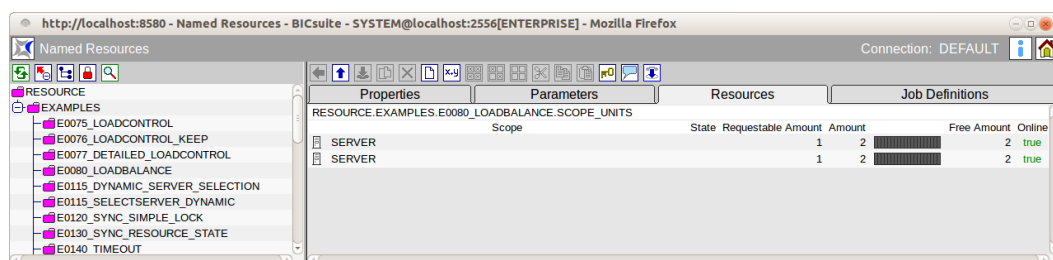 http://localhost:8580 - Named Resources - BICsuite - SYSTEM@localhost:2556[ENTERPRISE] - Mozilla Firefox
Named Resources
Connection: DEFAULT
RESOURCE
EXAMPLES
E0075_LOADCONTROL
E0076_LOADCONTROL_KEEP
E0077_DETAILED_LOADCONTROL
E0080_LOADBALANCE
E0115_DYNAMIC_SERVER_SELECTION
E0115_SELECTSERVER_DYNAMIC
E0120_SYNC_SIMPLE_LOCK
E0130_SYNC_RESOURCE_STATE
E0140_TIMEOUT
x,y
Properties Parameters Resources Job Definitions
RESOURCE.EXAMPLES.E0080_LOADBALANCE.SCOPE_UNITS
Scope State Requestable Amount Amount Free Amount Online
SERVER 1 2 2 true
SERVER 1 2 2 true